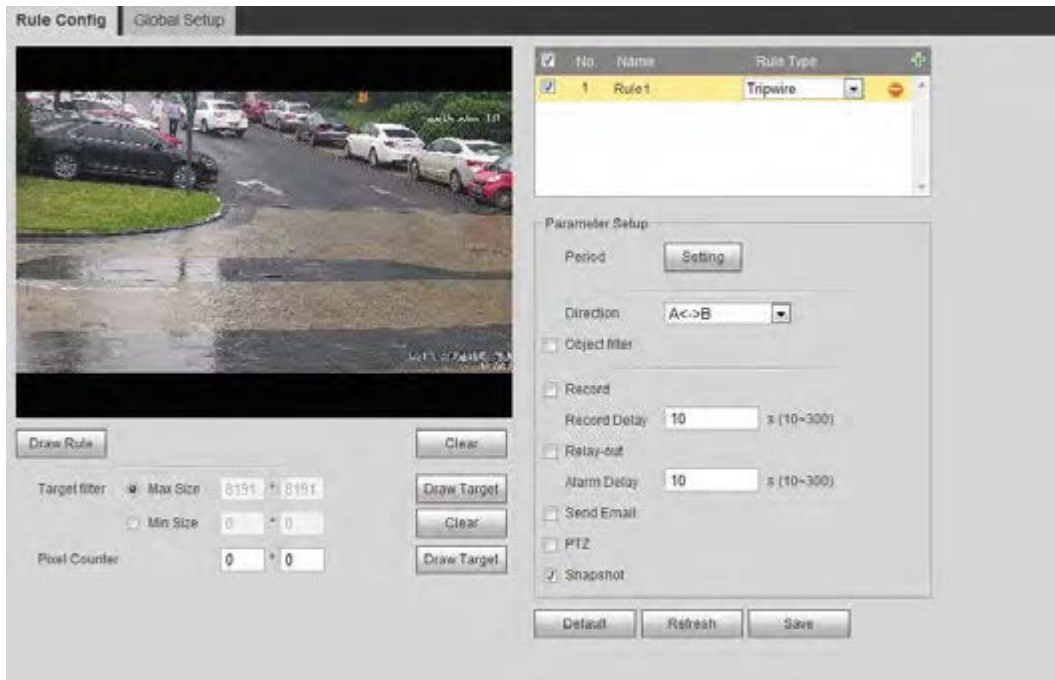 Rule Config Global Setup
No. Name Rule Type
1 Rule1 Tripwire
Parameter Setup
Period Setting
Direction A<->B
Object filter
Record
Record Delay 10 s (10~300)
Relay-out
Alarm Delay 10 s (10~300)
Send Email
PTZ
Snapshot
Default Refresh Save
Draw Rule Clear
Target filter Max Size 8191 * 8191 Draw Target
Min Size 0 * 0 Clear
Pixel Counter 0 * 0 Draw Target